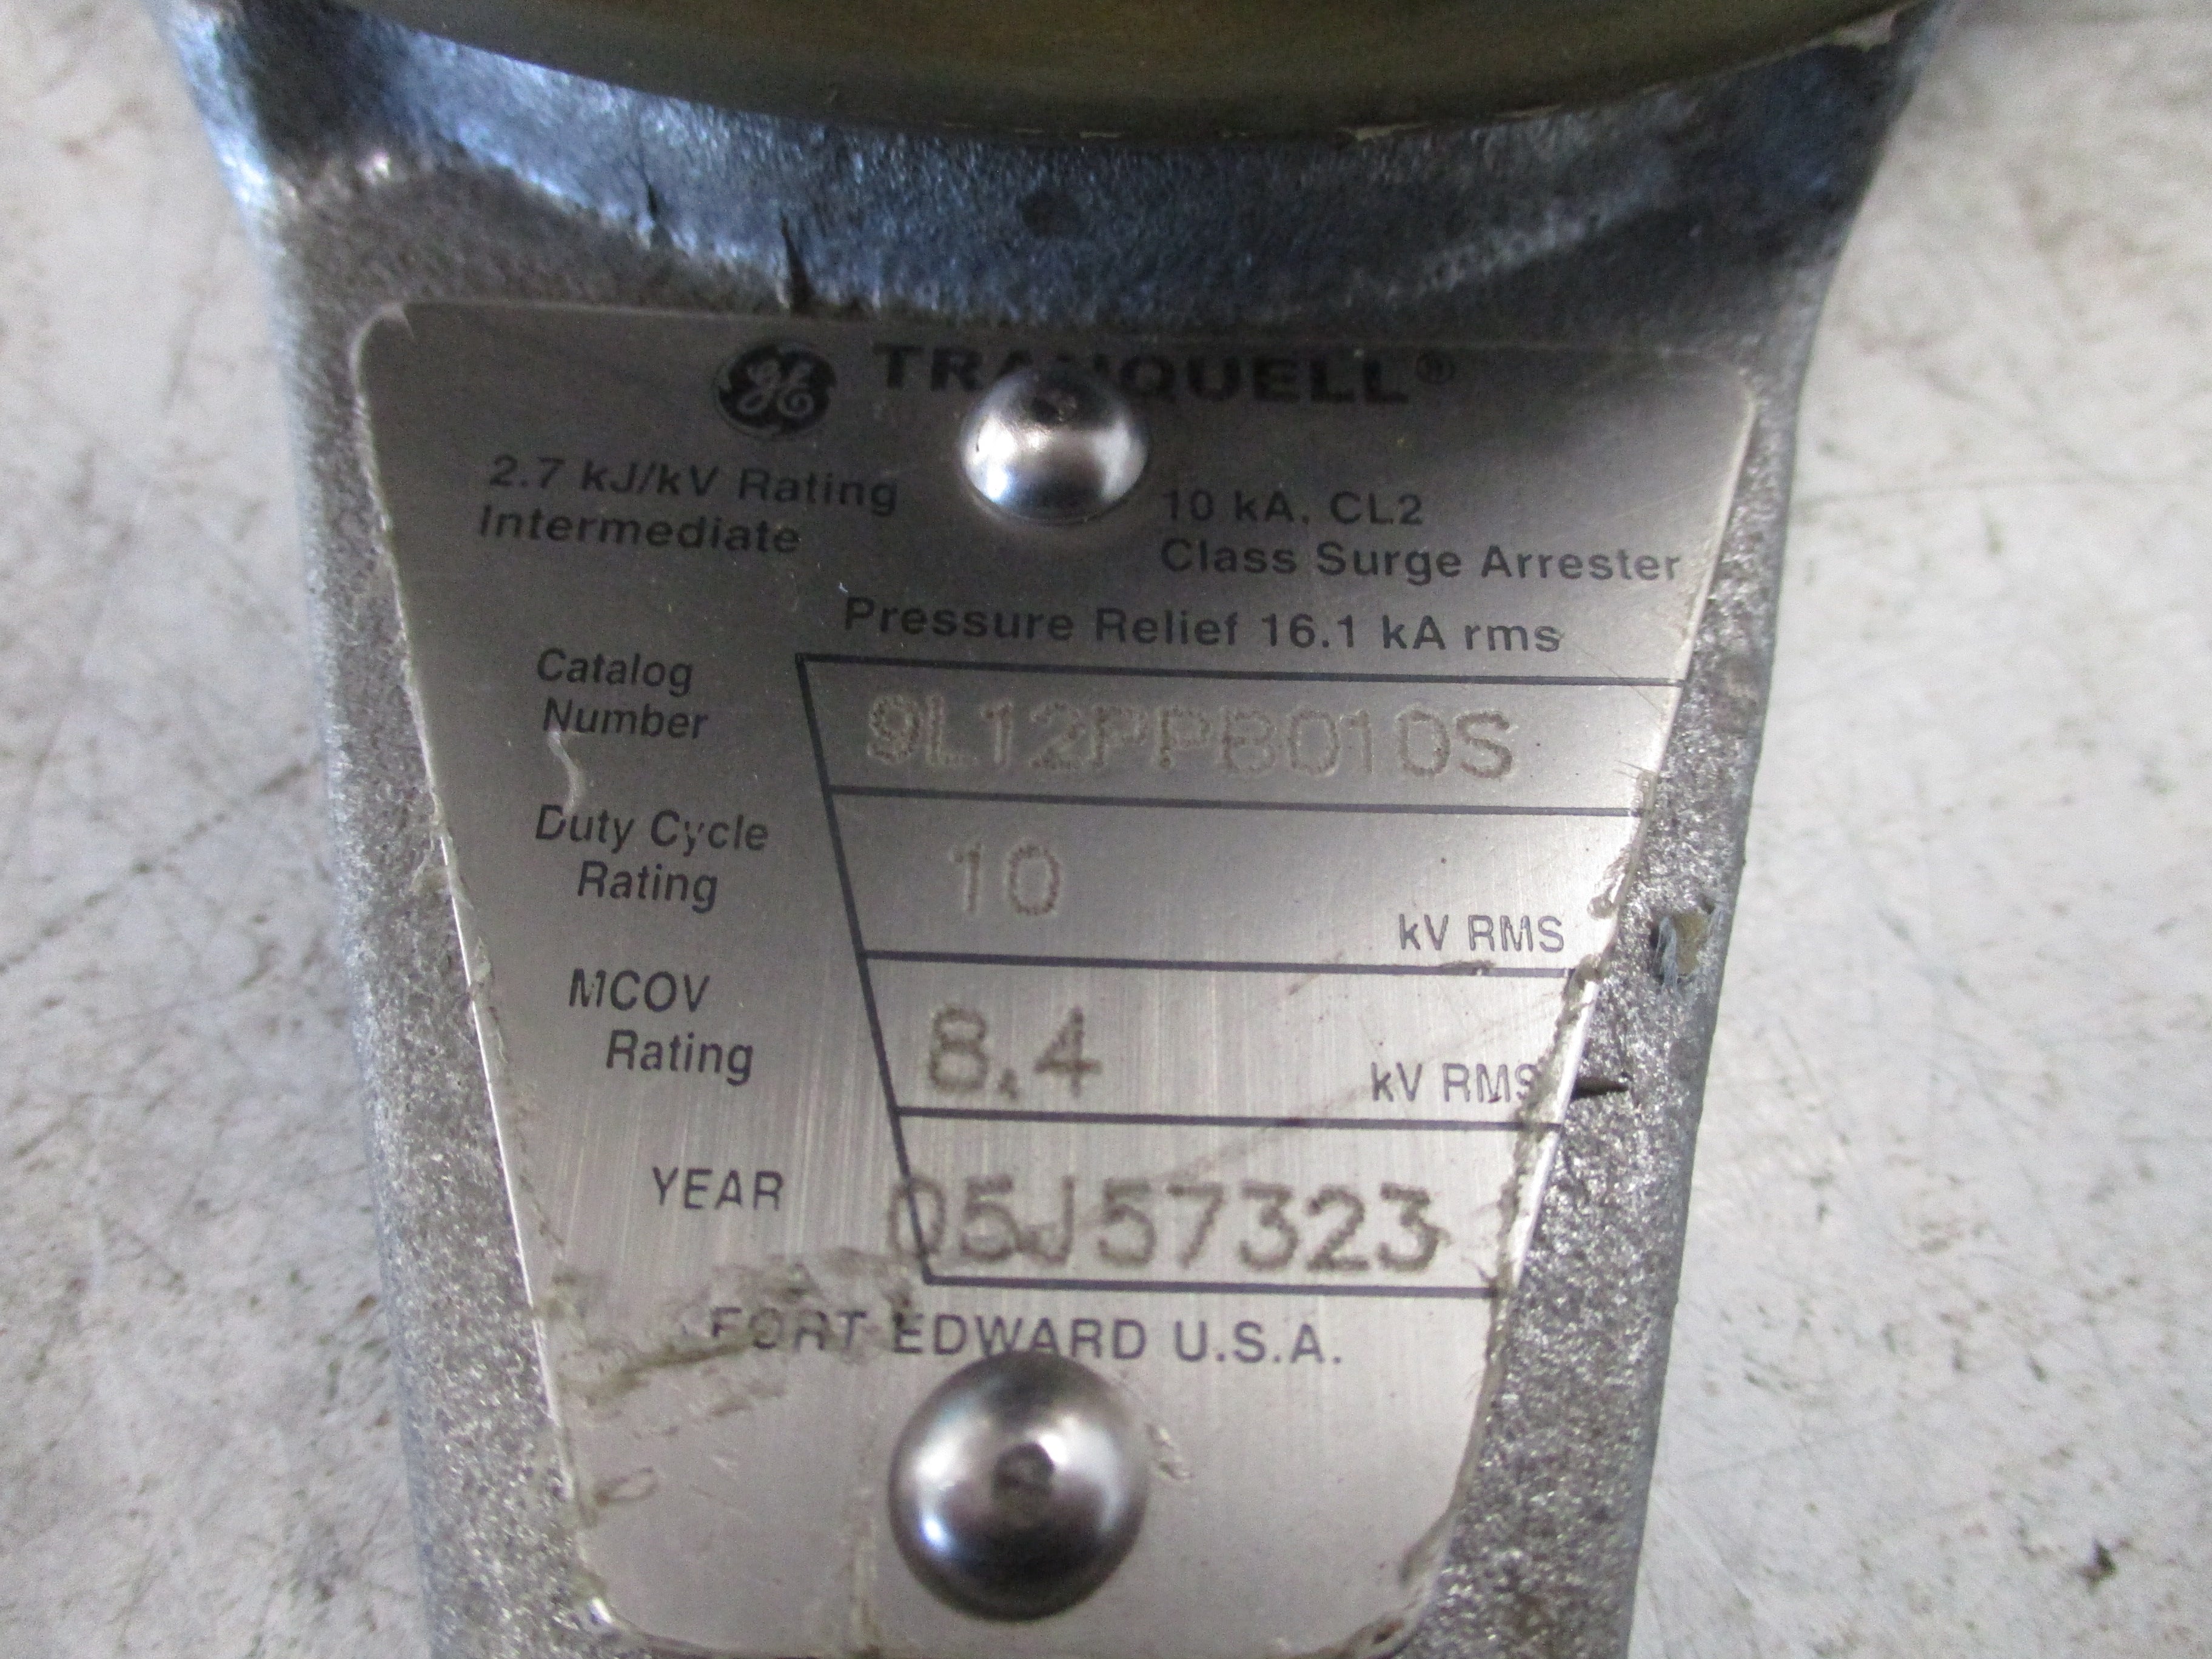 GE TRANQUELL®
2.7 kJ/kV Rating
Intermediate
10 kA, CL2
Class Surge Arrester
Pressure Relief 16.1 kA rms
Catalog
Number
9L12PPB010S
Duty Cycle
Rating
10
kV RMS
MCOV
Rating
8.4
kV RMS
YEAR
05J57323
FORT EDWARD U.S.A.